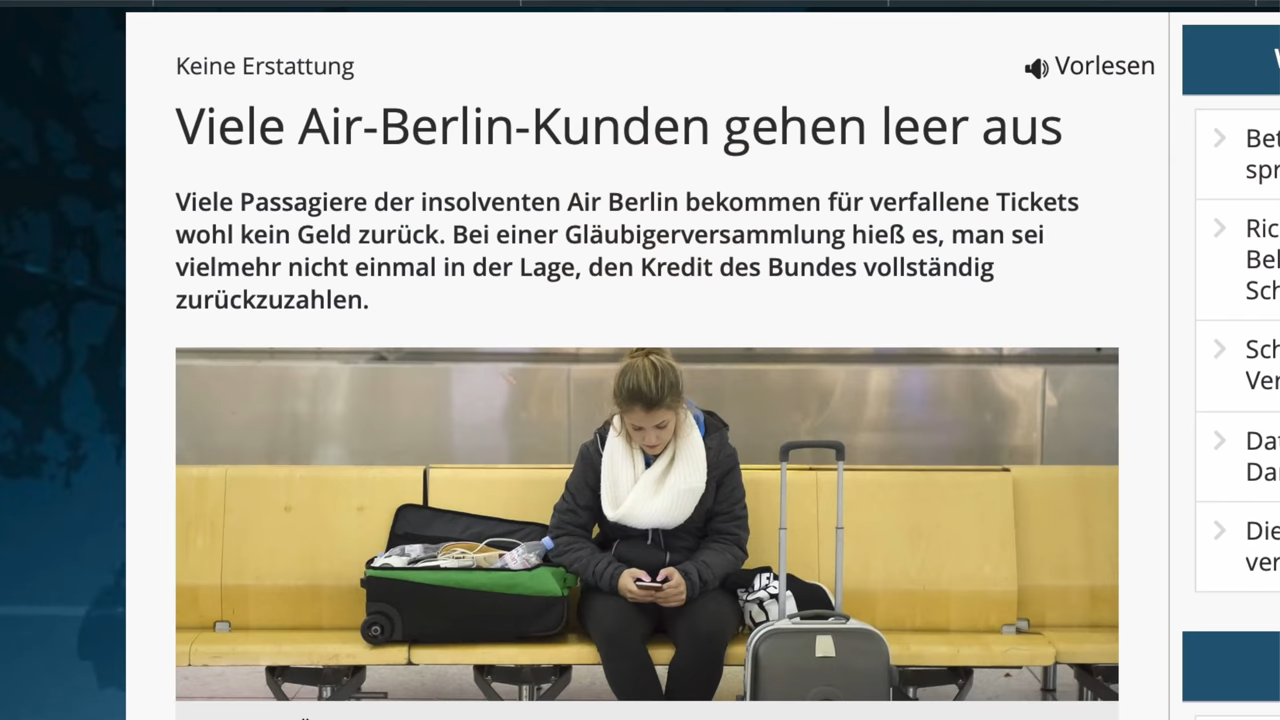 Keine Erstattung
Vorlesen
Viele Air-Berlin-Kunden gehen leer aus
Viele Passagiere der insolventen Air Berlin bekommen für verfallene Tickets
wohl kein Geld zurück. Bei einer Gläubigerversammlung hieß es, man sei
vielmehr nicht einmal in der Lage, den Kredit des Bundes vollständig
zurückzuzahlen.